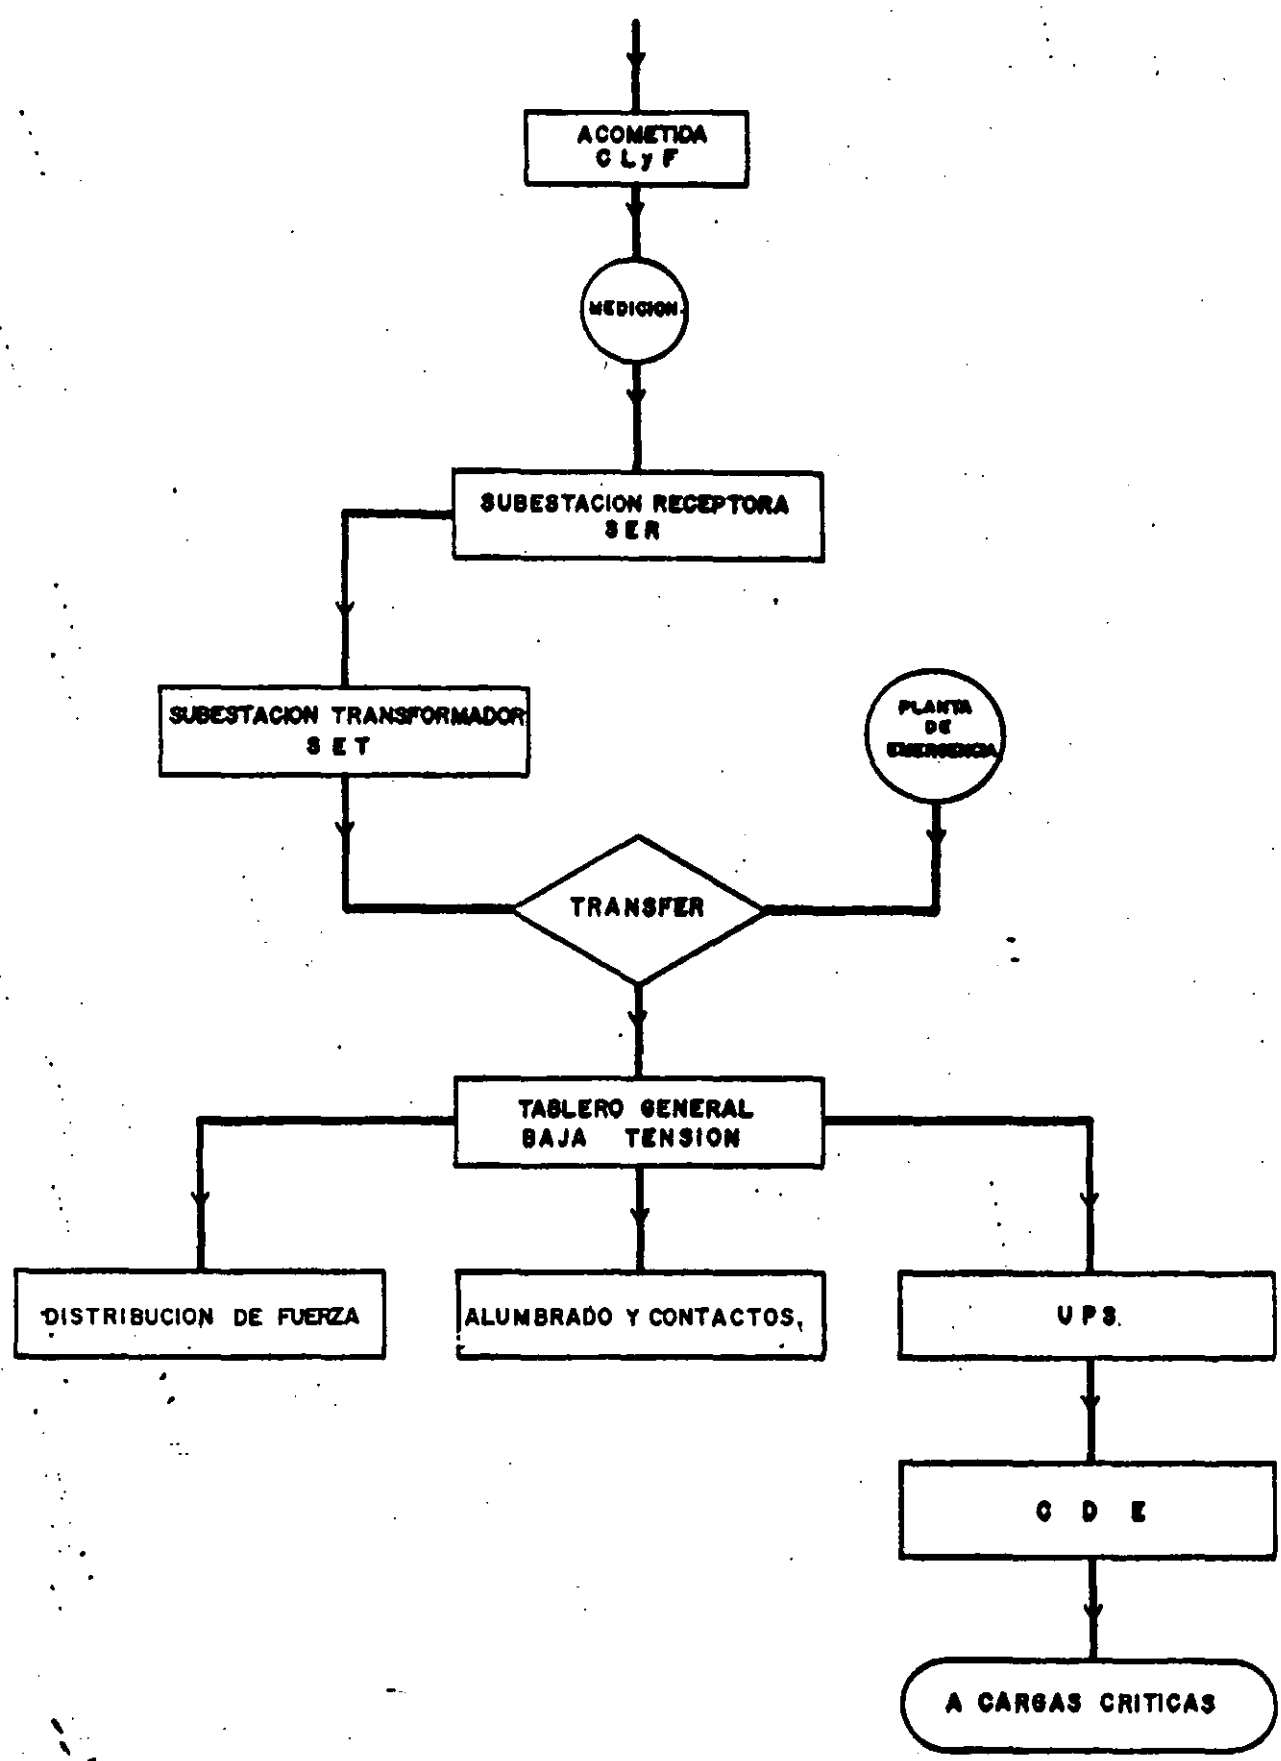 ACOMETIDA
C L y F
MEDICION
SUBESTACION RECEPTORA
S E R
SUBESTACION TRANSFORMADOR
S E T
PLANTA
DE
EMERGENCIA
TRANSFER
TABLERO GENERAL
BAJA TENSION
DISTRIBUCION DE FUERZA
ALUMBRADO Y CONTACTOS.
U P S.
C D E
A CARGAS CRITICAS